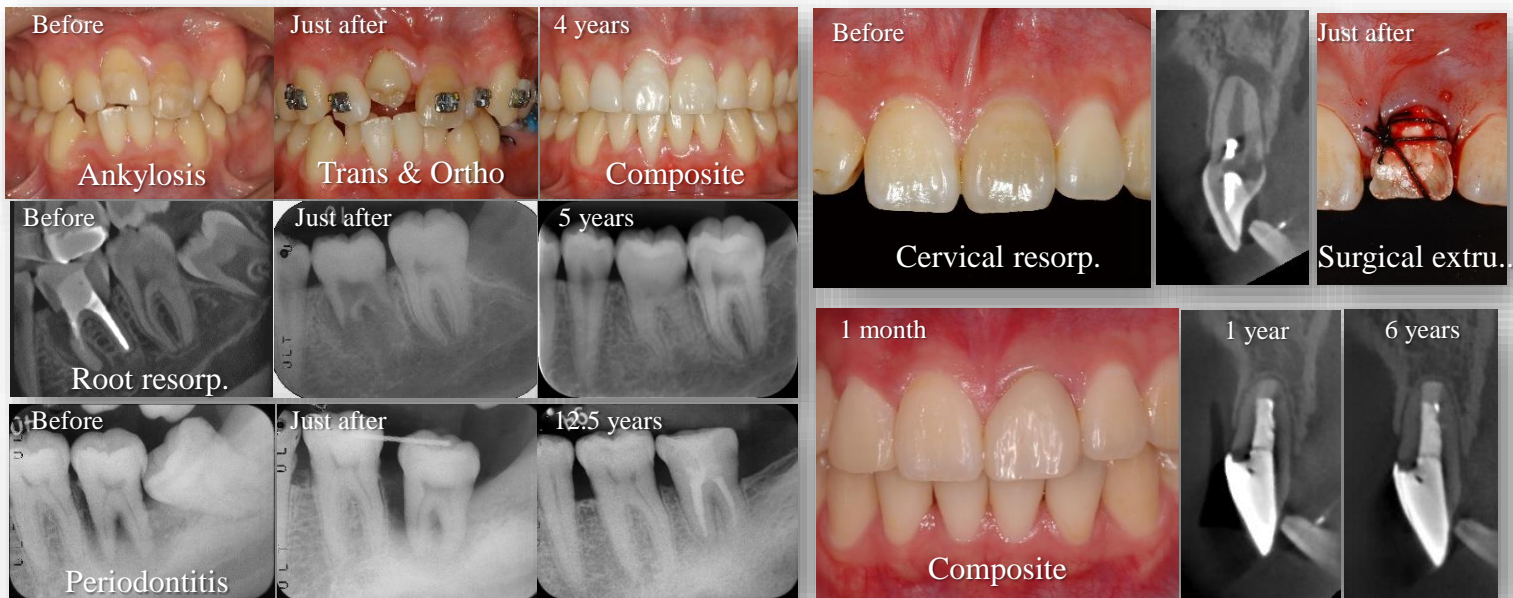 Before
Just after
4 years
Ankylosis
Trans & Ortho
Composite
Before
Just after
5 years
Root resorp.
Before
Just after
12.5 years
Periodontitis
Before
Cervical resorp.
Just after
Surgical extru..
1 month
Composite
1 year
6 years